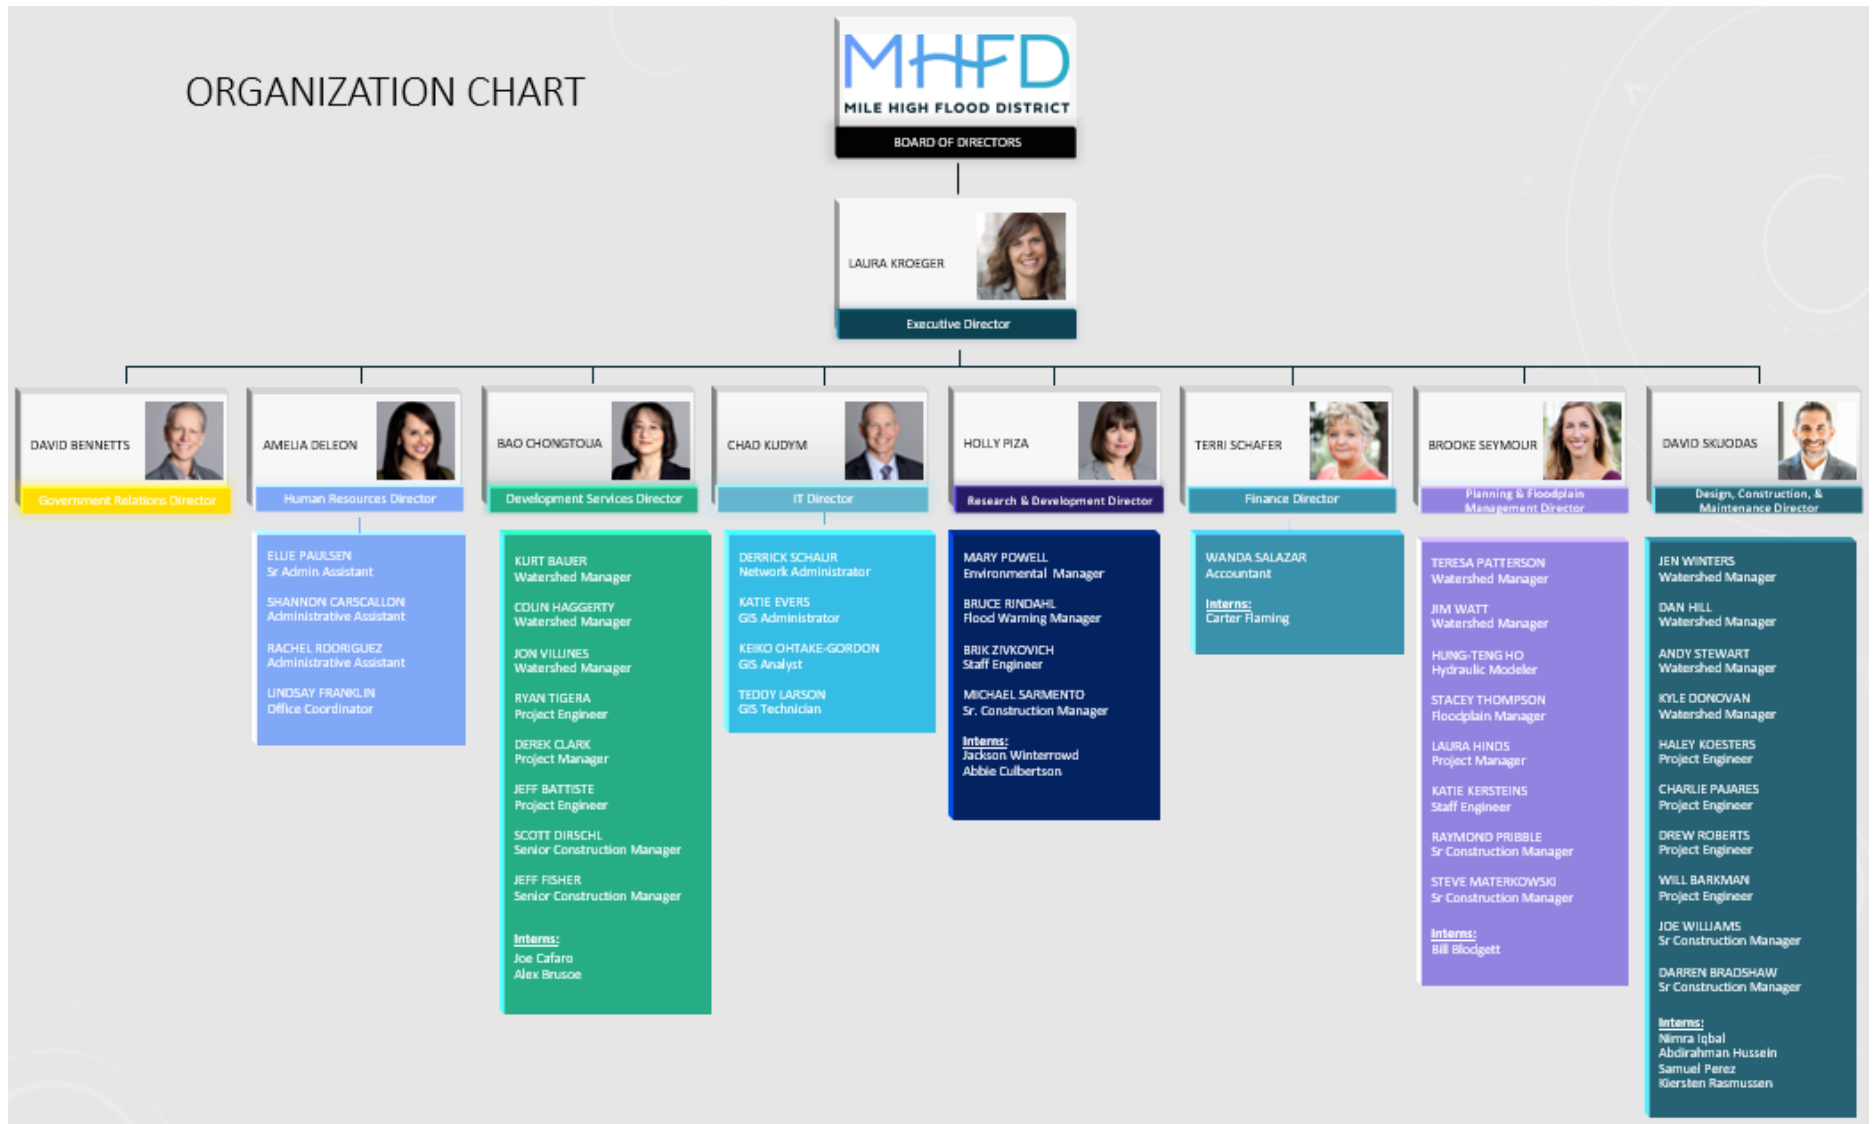 ORGANIZATION CHART
MHFD
MILE HIGH FLOOD DISTRICT
BOARD OF DIRECTORS
LAURA KROEGER
Executive Director
DAVID BENNETTS
Government Relations Director
AMELIA DELEON
Human Resources Director
ELLIE PAULSEN
Sr Admin Assistant
SHANNON CARSCALLON
Administrative Assistant
RACHEL RODRIGUEZ
Administrative Assistant
LINDSAY FRANKLIN
Office Coordinator
BAO CHONGTOUA
Development Services Director
KURT BAUER
Watershed Manager
COLIN HAGGERTY
Watershed Manager
JON VILLINES
Watershed Manager
RYAN TIGERA
Project Engineer
DEREK CLARK
Project Manager
JEFF BATTISTE
Project Engineer
SCOTT DIRSCHL
Senior Construction Manager
JEFF FISHER
Senior Construction Manager
Interns:
Joe Cafaro
Alex Brusoe
CHAD KUDYM
IT Director
DERRICK SCHAUR
Network Administrator
KATIE EVERS
GIS Administrator
KEIKO OHTAKE-GORDON
GIS Analyst
TEDDY LARSON
GIS Technician
HOLLY PIZA
Research & Development Director
MARY POWELL
Environmental Manager
BRUCE RINDAHL
Flood Warning Manager
BRIK ZIVKOVICH
Staff Engineer
MICHAEL SARMENTO
Sr. Construction Manager
Interns:
Jackson Winterrowd
Abbie Culbertson
TERRI SCHAFER
Finance Director
WANDA SALAZAR
Accountant
Interns:
Carter Flaming
BROOKE SEYMOUR
Planning & Floodplain
Management Director
TERESA PATTERSON
Watershed Manager
JIM WATT
Watershed Manager
HUNG-TENG HO
Hydraulic Modeler
STACEY THOMPSON
Floodplain Manager
LAURA HINDS
Project Manager
KATIE KERSTEINS
Staff Engineer
RAYMOND PRIBBLE
Sr Construction Manager
STEVE MATERKOWSKI
Sr Construction Manager
Interns:
Bill Blodgett
DAVID SKUODAS
Design, Construction, &
Maintenance Director
JEN WINTERS
Watershed Manager
DAN HILL
Watershed Manager
ANDY STEWART
Watershed Manager
KYLE DONOVAN
Watershed Manager
HALEY KOESTERS
Project Engineer
CHARLIE PAJARES
Project Engineer
DREW ROBERTS
Project Engineer
WILL BARKMAN
Project Engineer
JOE WILLIAMS
Sr Construction Manager
DARREN BRADSHAW
Sr Construction Manager
Interns:
Nimra Iqbal
Abdirahman Hussein
Samuel Perez
Kiersten Rasmussen